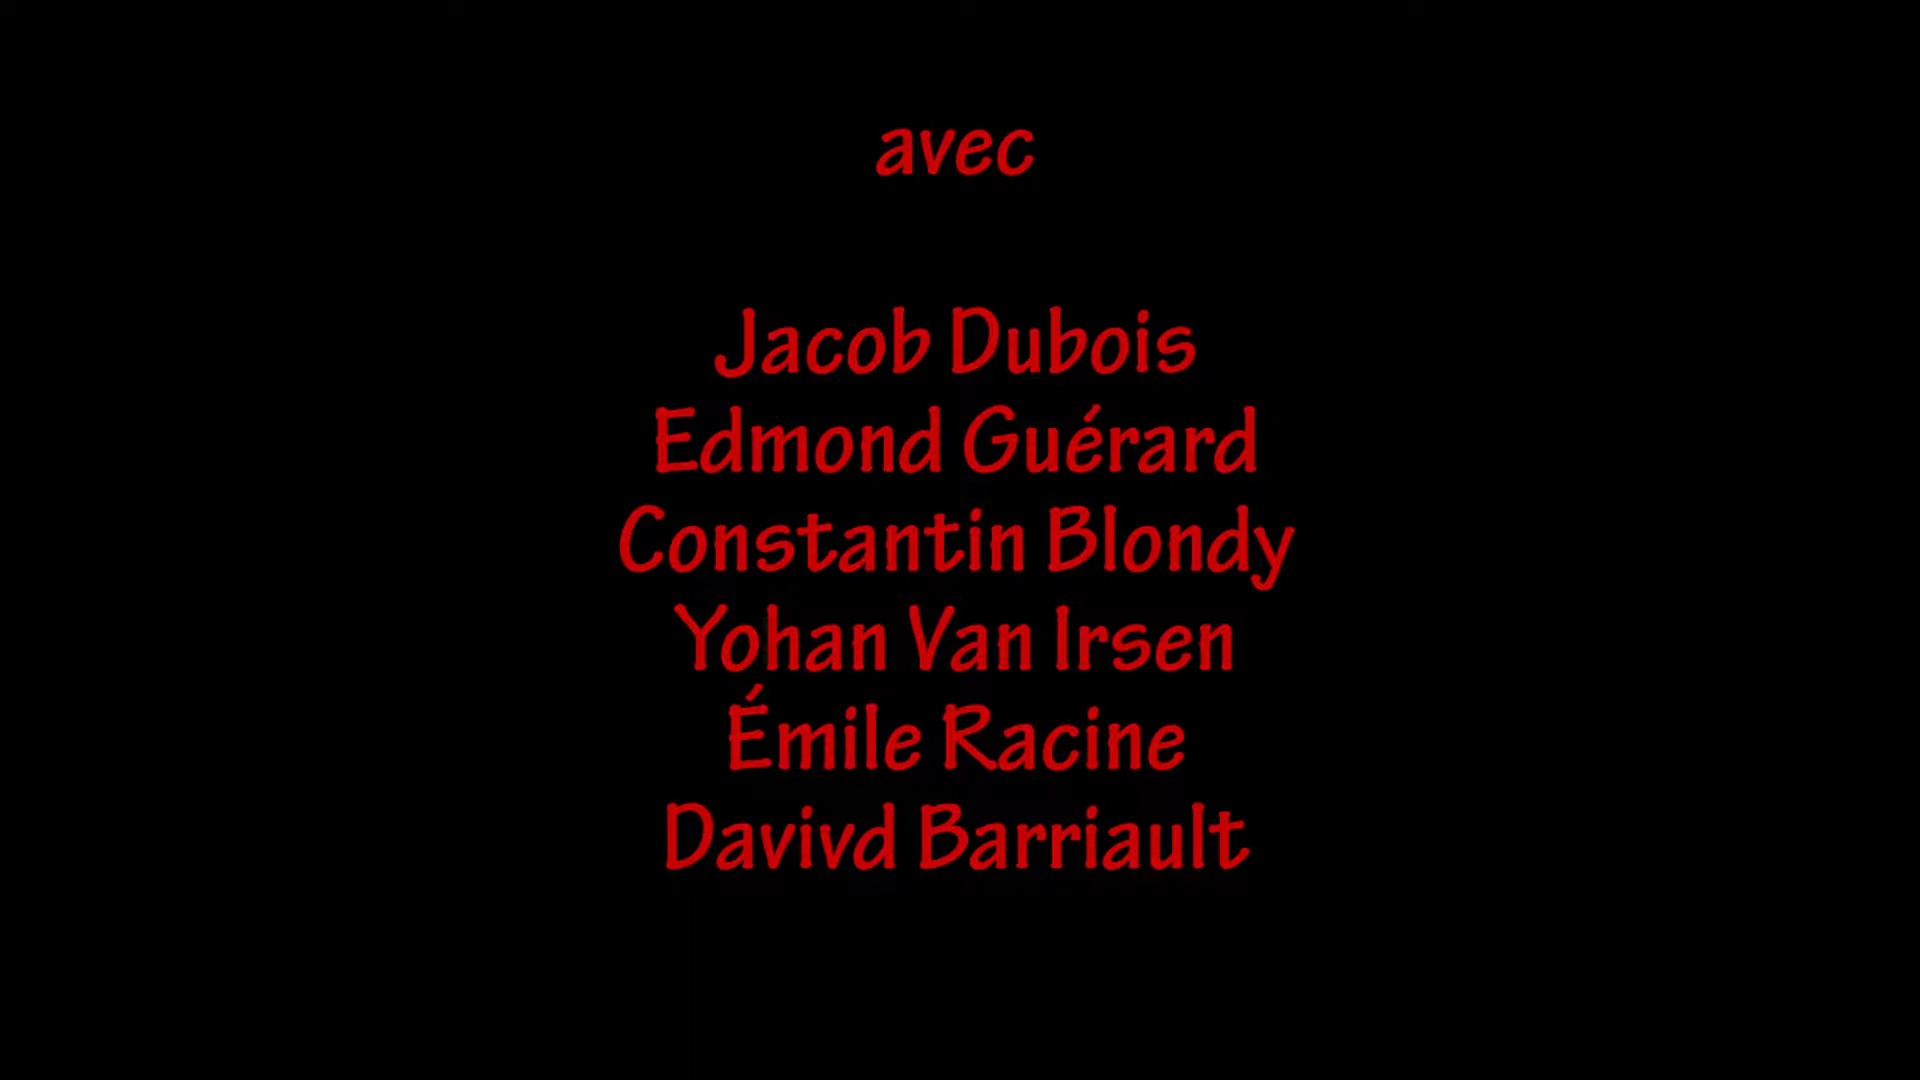 avec
Jacob Dubois
Edmond Guérard
Constantin Blondy
Yohan Van Irsen
Émile Racine
Davivd Barriault